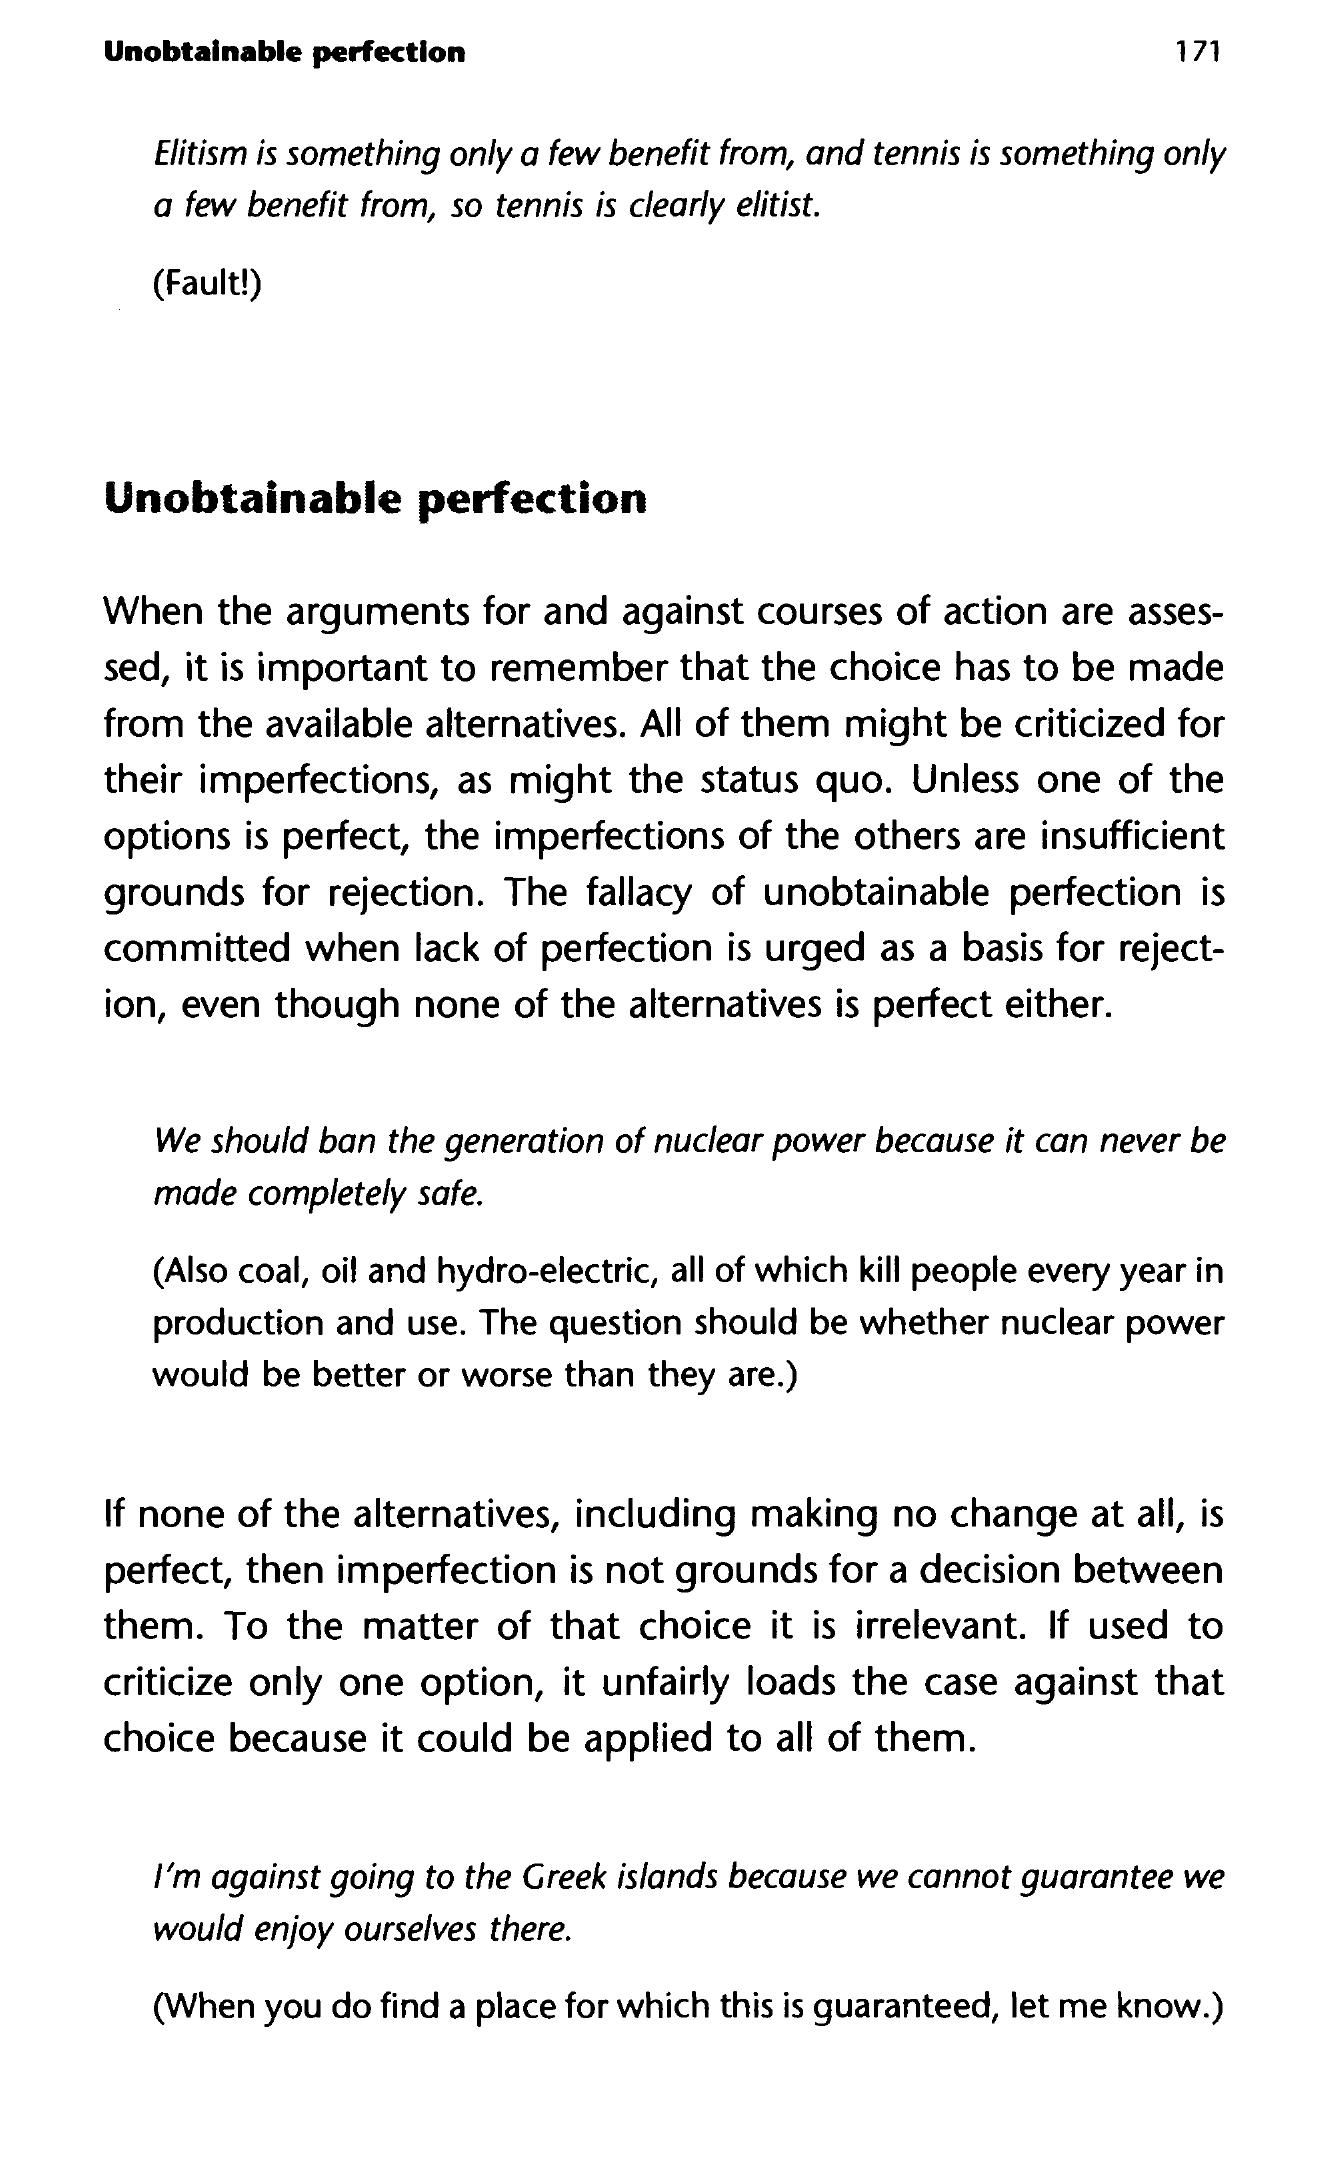 Unobtainable perfection 171
Elitism is something only a few benefit from, and tennis is something only
a few benefit from, so tennis is clearly elitist.
(Fault!)
Unobtainable perfection
When the arguments for and against courses of action are asses-
sed, it is important to remember that the choice has to be made
from the available alternatives. All of them might be criticized for
their imperfections, as might the status quo. Unless one of the
options is perfect, the imperfections of the others are insufficient
grounds for rejection. The fallacy of unobtainable perfection is
committed when lack of perfection is urged as a basis for reject-
ion, even though none of the alternatives is perfect either.
We should ban the generation of nuclear power because it can never be
made completely safe.
(Also coal, oil and hydro-electric, all of which kill people every year in
production and use. The question should be whether nuclear power
would be better or worse than they are.)
If none of the alternatives, including making no change at all, is
perfect, then imperfection is not grounds for a decision between
them. To the matter of that choice it is irrelevant. If used to
criticize only one option, it unfairly loads the case against that
choice because it could be applied to all of them.
I'm against going to the Greek islands because we cannot guarantee we
would enjoy ourselves there.
(When you do find a place for which this is guaranteed, let me know.)